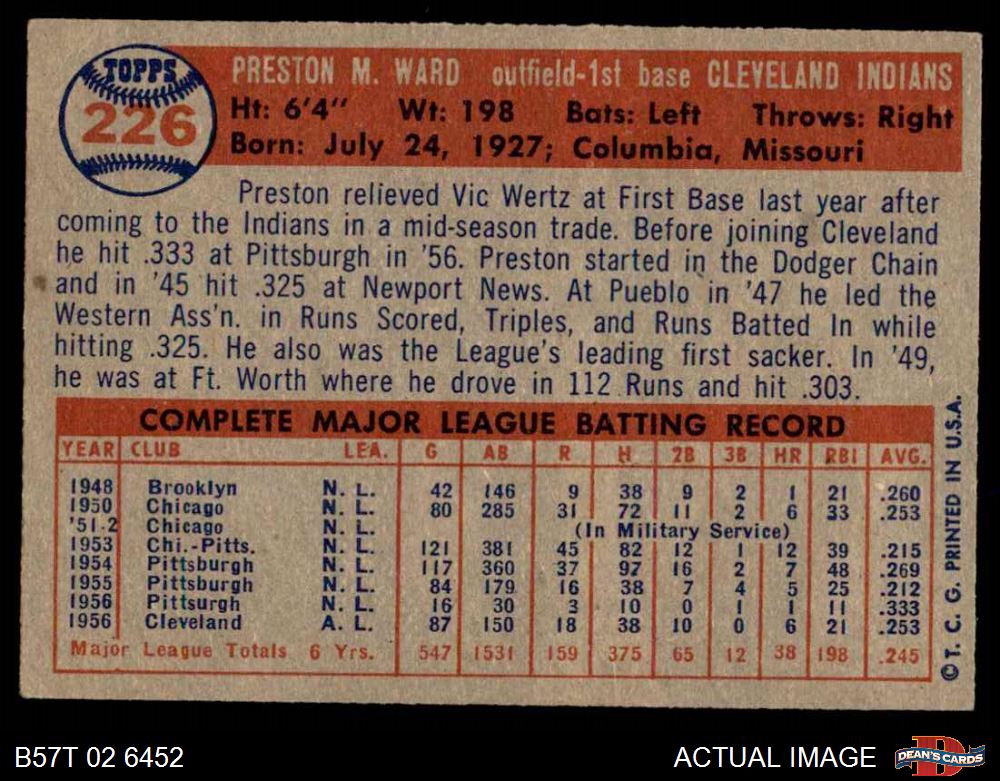 TOPPS
226
PRESTON M. WARD outfield-1st base CLEVELAND INDIANS
Ht: 6'4" Wt: 198 Bats: Left Throws: Right
Born: July 24, 1927; Columbia, Missouri
Preston relieved Vic Wertz at First Base last year after
coming to the Indians in a mid-season trade. Before joining Cleveland
he hit .333 at Pittsburgh in '56. Preston started in the Dodger Chain
and in '45 hit .325 at Newport News. At Pueblo in '47 he led the
Western Ass'n. in Runs Scored, Triples, and Runs Batted In while
hitting .325. He also was the League's leading first sacker. In '49,
he was at Ft. Worth where he drove in 112 Runs and hit .303.
COMPLETE MAJOR LEAGUE BATTING RECORD
YEAR CLUB LEA. G AB R H 2B 3B HR RBI AVG.
1948 Brooklyn N. L. 42 146 9 38 9 2 1 21 .260
1950 Chicago N. L. 80 285 31 72 11 2 6 33 .253
'51-2 Chicago N. L. (In Military Service)
1953 Chi.-Pitts. N. L. 121 381 45 82 12 1 12 39 .215
1954 Pittsburgh N. L. 117 360 37 97 16 2 7 48 .269
1955 Pittsburgh N. L. 84 179 16 38 7 4 5 25 .212
1956 Pittsurgh N. L. 16 30 3 10 0 1 1 11 .333
1956 Cleveland A. L. 87 150 18 38 10 0 6 21 .253
Major League Totals 6 Yrs. 547 1531 159 375 65 12 38 198 .245
© T. C. G. PRINTED IN U.S.A.
B57T 02 6452
ACTUAL IMAGE
DEAN'S CARDS